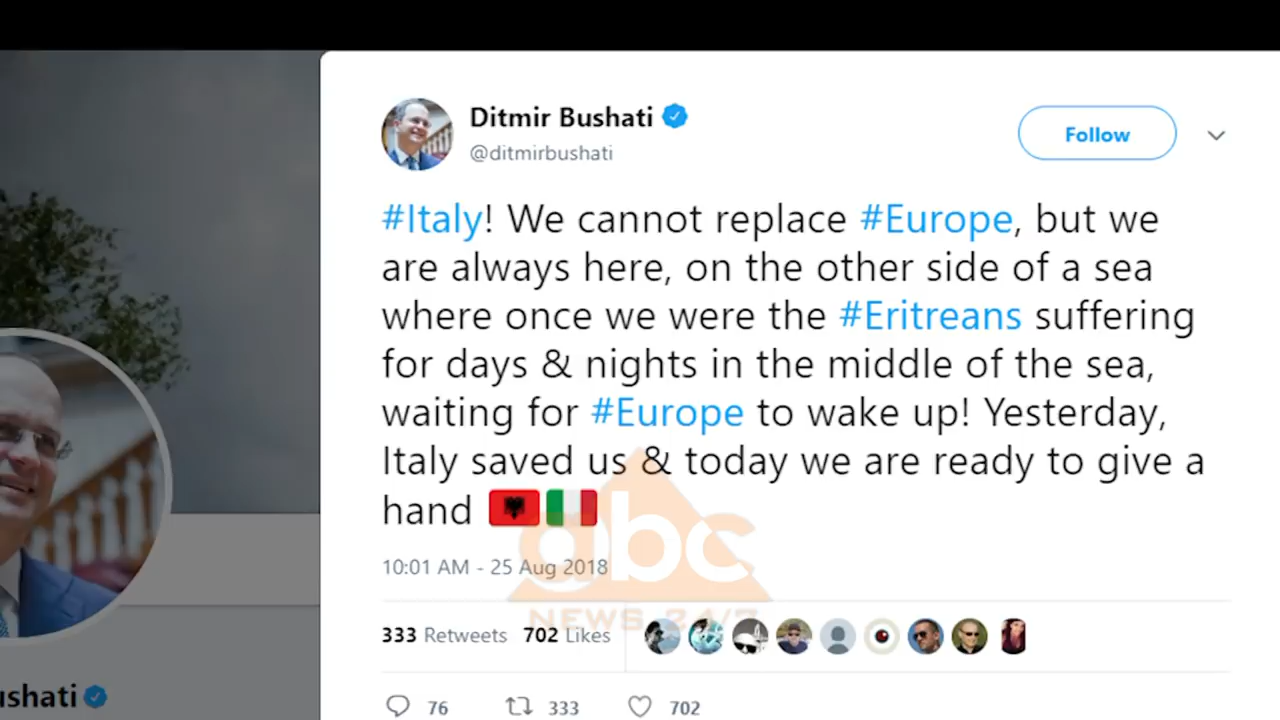 Ditmir Bushati
@ditmirbushati
Follow
#Italy! We cannot replace #Europe, but we
are always here, on the other side of a sea
where once we were the #Eritreans suffering
for days & nights in the middle of the sea,
waiting for #Europe to wake up! Yesterday,
Italy saved us & today we are ready to give a
hand
abc
NEWS 24/7
10:01 AM - 25 Aug 2018
333 Retweets 702 Likes
ushati
76 333 702